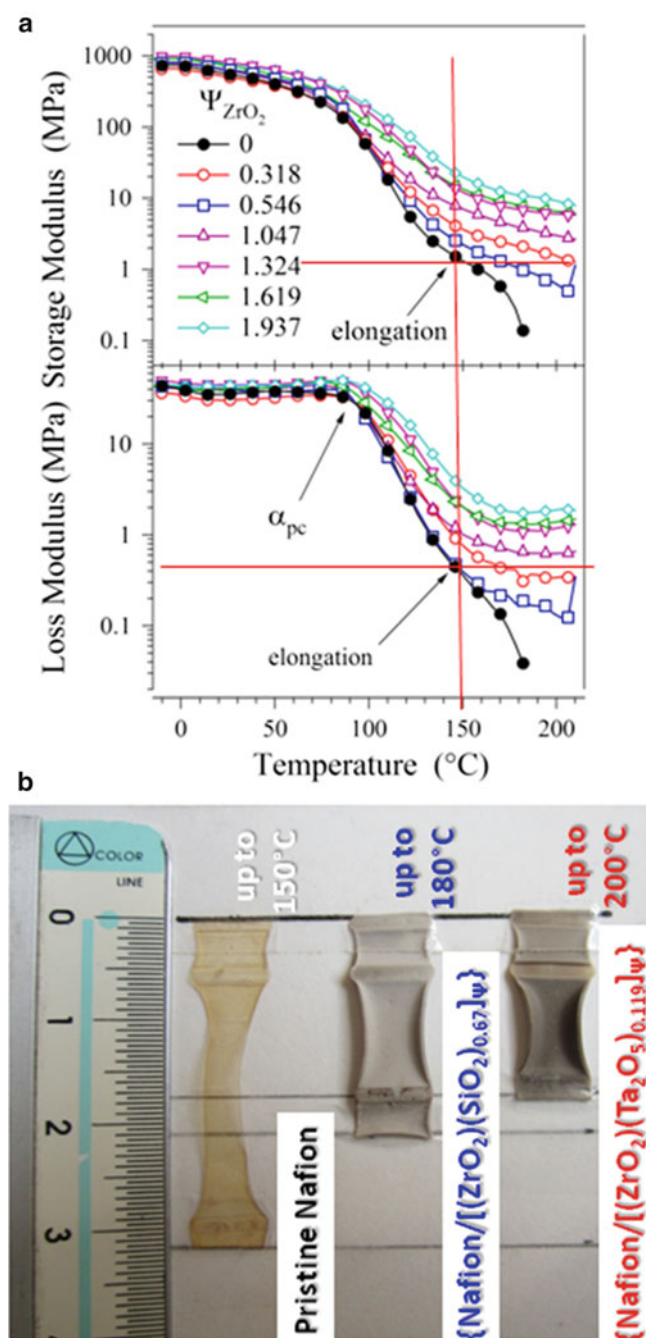 a
Storage Modulus (MPa)
1000
100
10
1
0.1
Ψ ZrO2
0
0.318
0.546
1.047
1.324
1.619
1.937
elongation
Loss Modulus (MPa)
10
1
0.1
αpc
elongation
0
50
100
150
200
Temperature (°C)
b
COLOR
LINE
0
1
2
3
up to
150°C
Pristine Nafion
up to
180°C
{Nafion/[(ZrO2)(SiO2)0.67]Ψ}
up to
200°C
{Nafion/[(ZrO2)(Ta2O5)0.119]Ψ}